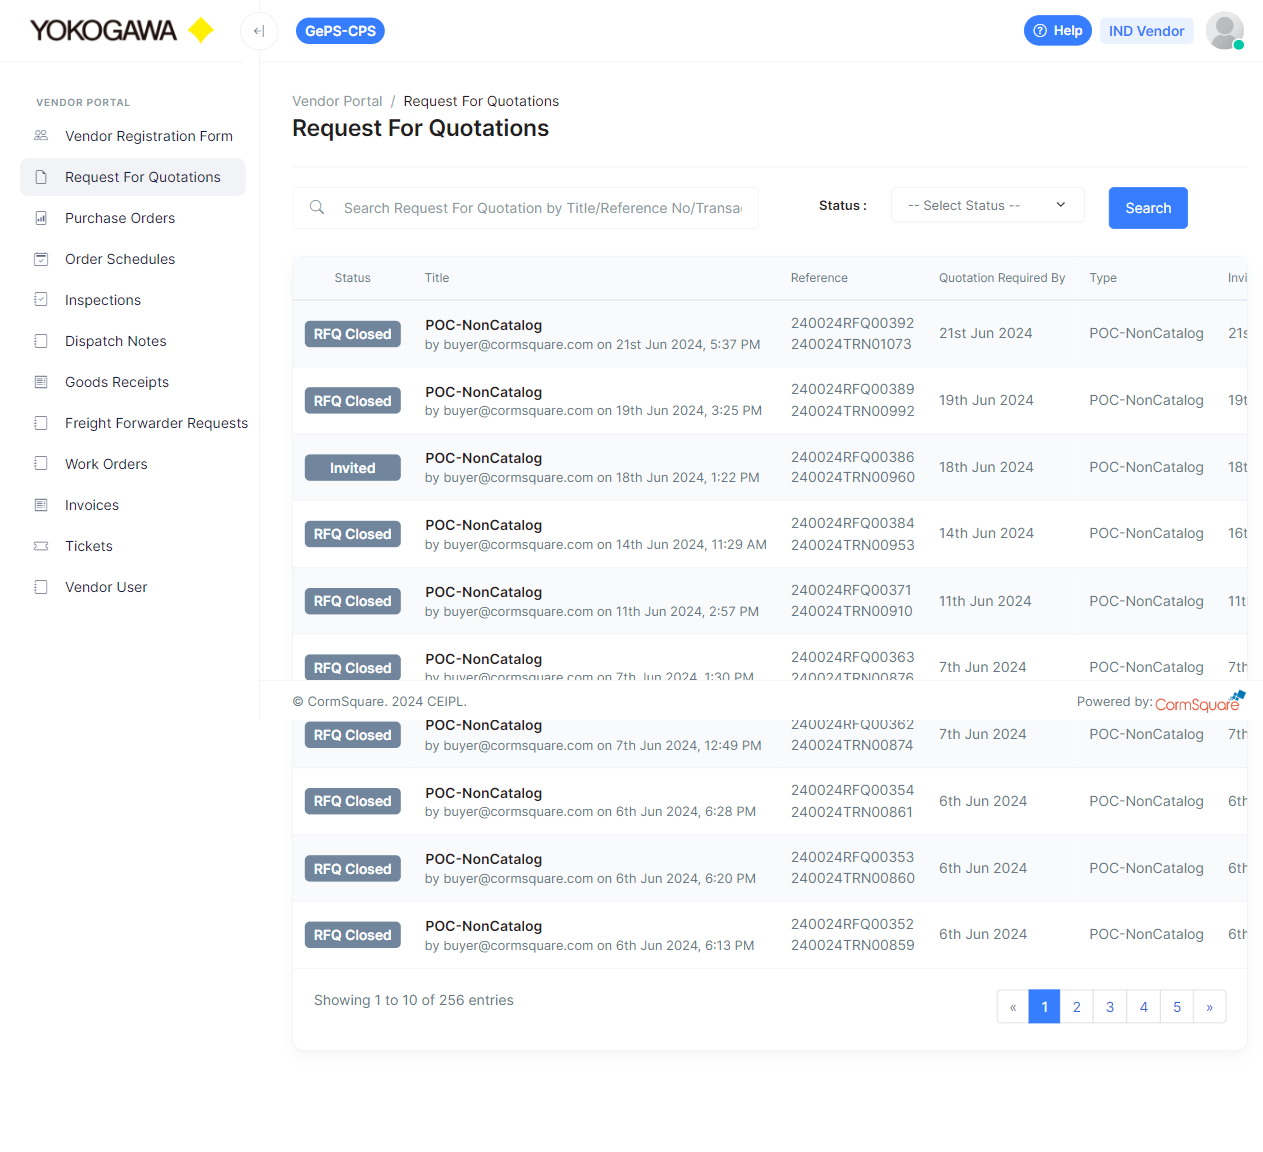 YOKOGAWA
GePS-CPS
Help
IND Vendor
VENDOR PORTAL
Vendor Registration Form
Request For Quotations
Purchase Orders
Order Schedules
Inspections
Dispatch Notes
Goods Receipts
Freight Forwarder Requests
Work Orders
Invoices
Tickets
Vendor User
Vendor Portal / Request For Quotations
Request For Quotations
Search Request For Quotation by Title/Reference No/Transa
Status :
-- Select Status --
Search
Status Title Reference Quotation Required By Type Invi
RFQ Closed POC-NonCatalog 240024RFQ00392 21st Jun 2024 POC-NonCatalog 21s
by buyer@cormsquare.com on 21st Jun 2024, 5:37 PM 240024TRN01073
RFQ Closed POC-NonCatalog 240024RFQ00389 19th Jun 2024 POC-NonCatalog 19t
by buyer@cormsquare.com on 19th Jun 2024, 3:25 PM 240024TRN00992
Invited POC-NonCatalog 240024RFQ00386 18th Jun 2024 POC-NonCatalog 18t
by buyer@cormsquare.com on 18th Jun 2024, 1:22 PM 240024TRN00960
RFQ Closed POC-NonCatalog 240024RFQ00384 14th Jun 2024 POC-NonCatalog 16t
by buyer@cormsquare.com on 14th Jun 2024, 11:29 AM 240024TRN00953
RFQ Closed POC-NonCatalog 240024RFQ00371 11th Jun 2024 POC-NonCatalog 11t
by buyer@cormsquare.com on 11th Jun 2024, 2:57 PM 240024TRN00910
RFQ Closed POC-NonCatalog 240024RFQ00363 7th Jun 2024 POC-NonCatalog 7th
by buyer@cormsquare.com on 7th Jun 2024, 1:30 PM 240024TRN00876
© CormSquare. 2024 CEIPL. Powered by: CormSquare
RFQ Closed POC-NonCatalog 240024RFQ00362 7th Jun 2024 POC-NonCatalog 7th
by buyer@cormsquare.com on 7th Jun 2024, 12:49 PM 240024TRN00874
RFQ Closed POC-NonCatalog 240024RFQ00354 6th Jun 2024 POC-NonCatalog 6th
by buyer@cormsquare.com on 6th Jun 2024, 6:28 PM 240024TRN00861
RFQ Closed POC-NonCatalog 240024RFQ00353 6th Jun 2024 POC-NonCatalog 6th
by buyer@cormsquare.com on 6th Jun 2024, 6:20 PM 240024TRN00860
RFQ Closed POC-NonCatalog 240024RFQ00352 6th Jun 2024 POC-NonCatalog 6th
by buyer@cormsquare.com on 6th Jun 2024, 6:13 PM 240024TRN00859
Showing 1 to 10 of 256 entries
« 1 2 3 4 5 »